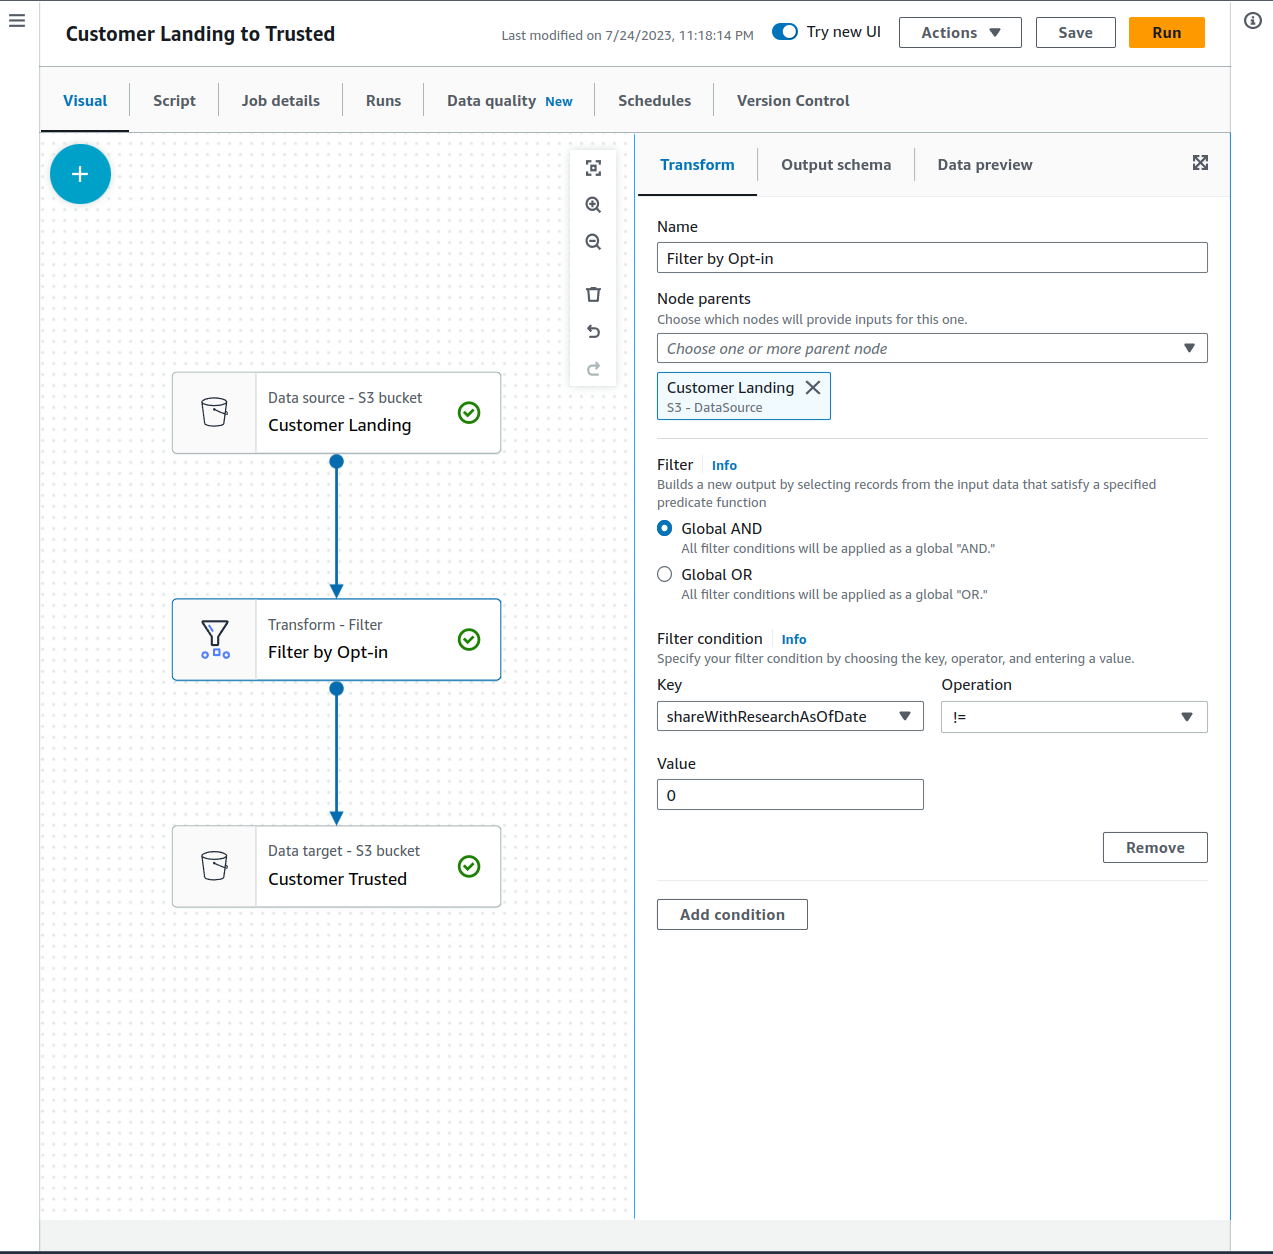 Customer Landing to Trusted
Last modified on 7/24/2023, 11:18:14 PM
Try new UI
Actions
Save
Run
Visual
Script
Job details
Runs
Data quality New
Schedules
Version Control
Data source - S3 bucket
Customer Landing
Transform - Filter
Filter by Opt-in
Data target - S3 bucket
Customer Trusted
Transform
Output schema
Data preview
Name
Filter by Opt-in
Node parents
Choose which nodes will provide inputs for this one.
Choose one or more parent node
Customer Landing
S3 - DataSource
Filter Info
Builds a new output by selecting records from the input data that satisfy a specified
predicate function
Global AND
All filter conditions will be applied as a global "AND."
Global OR
All filter conditions will be applied as a global "OR."
Filter condition Info
Specify your filter condition by choosing the key, operator, and entering a value.
Key
Operation
shareWithResearchAsOfDate
!=
Value
0
Remove
Add condition